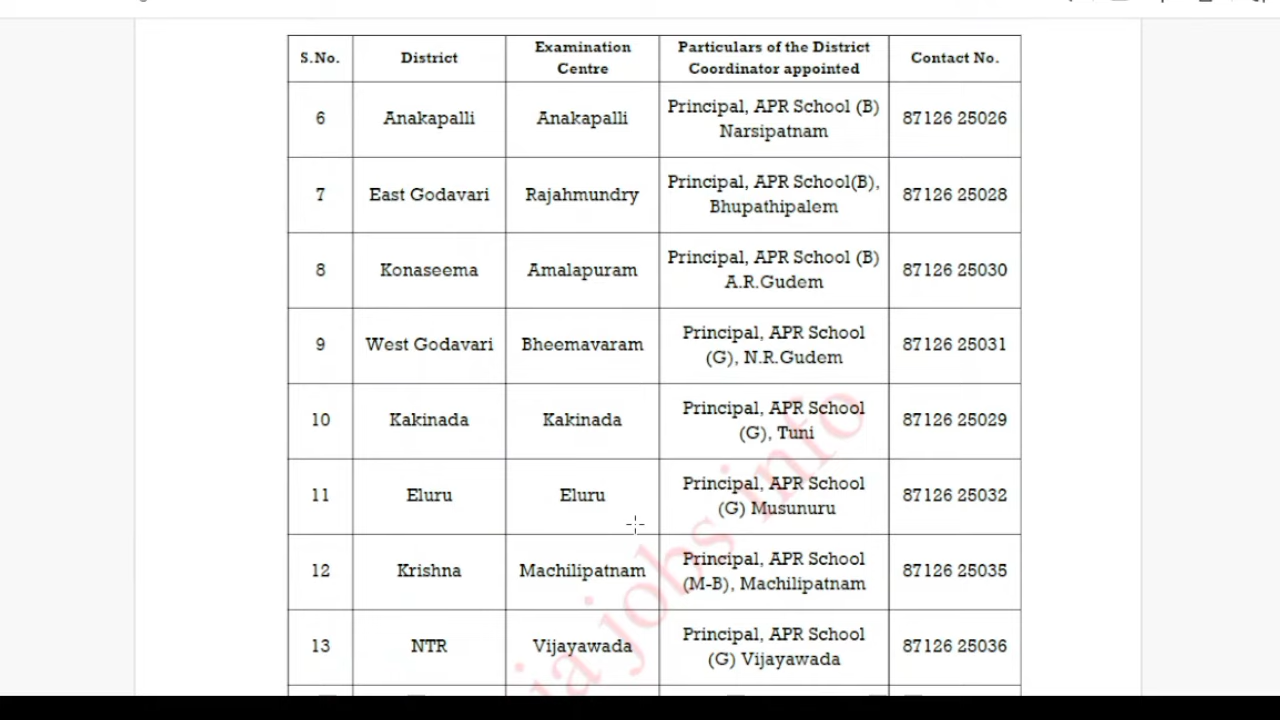 S.No. District Examination Centre Particulars of the District Coordinator appointed Contact No.
6 Anakapalli Anakapalli Principal, APR School (B) Narsipatnam 87126 25026
7 East Godavari Rajahmundry Principal, APR School(B), Bhupathipalem 87126 25028
8 Konaseema Amalapuram Principal, APR School (B) A.R.Gudem 87126 25030
9 West Godavari Bheemavaram Principal, APR School (G), N.R.Gudem 87126 25031
10 Kakinada Kakinada Principal, APR School (G), Tuni 87126 25029
11 Eluru Eluru Principal, APR School (G) Musunuru 87126 25032
12 Krishna Machilipatnam Principal, APR School (M-B), Machilipatnam 87126 25035
13 NTR Vijayawada Principal, APR School (G) Vijayawada 87126 25036
jobs info